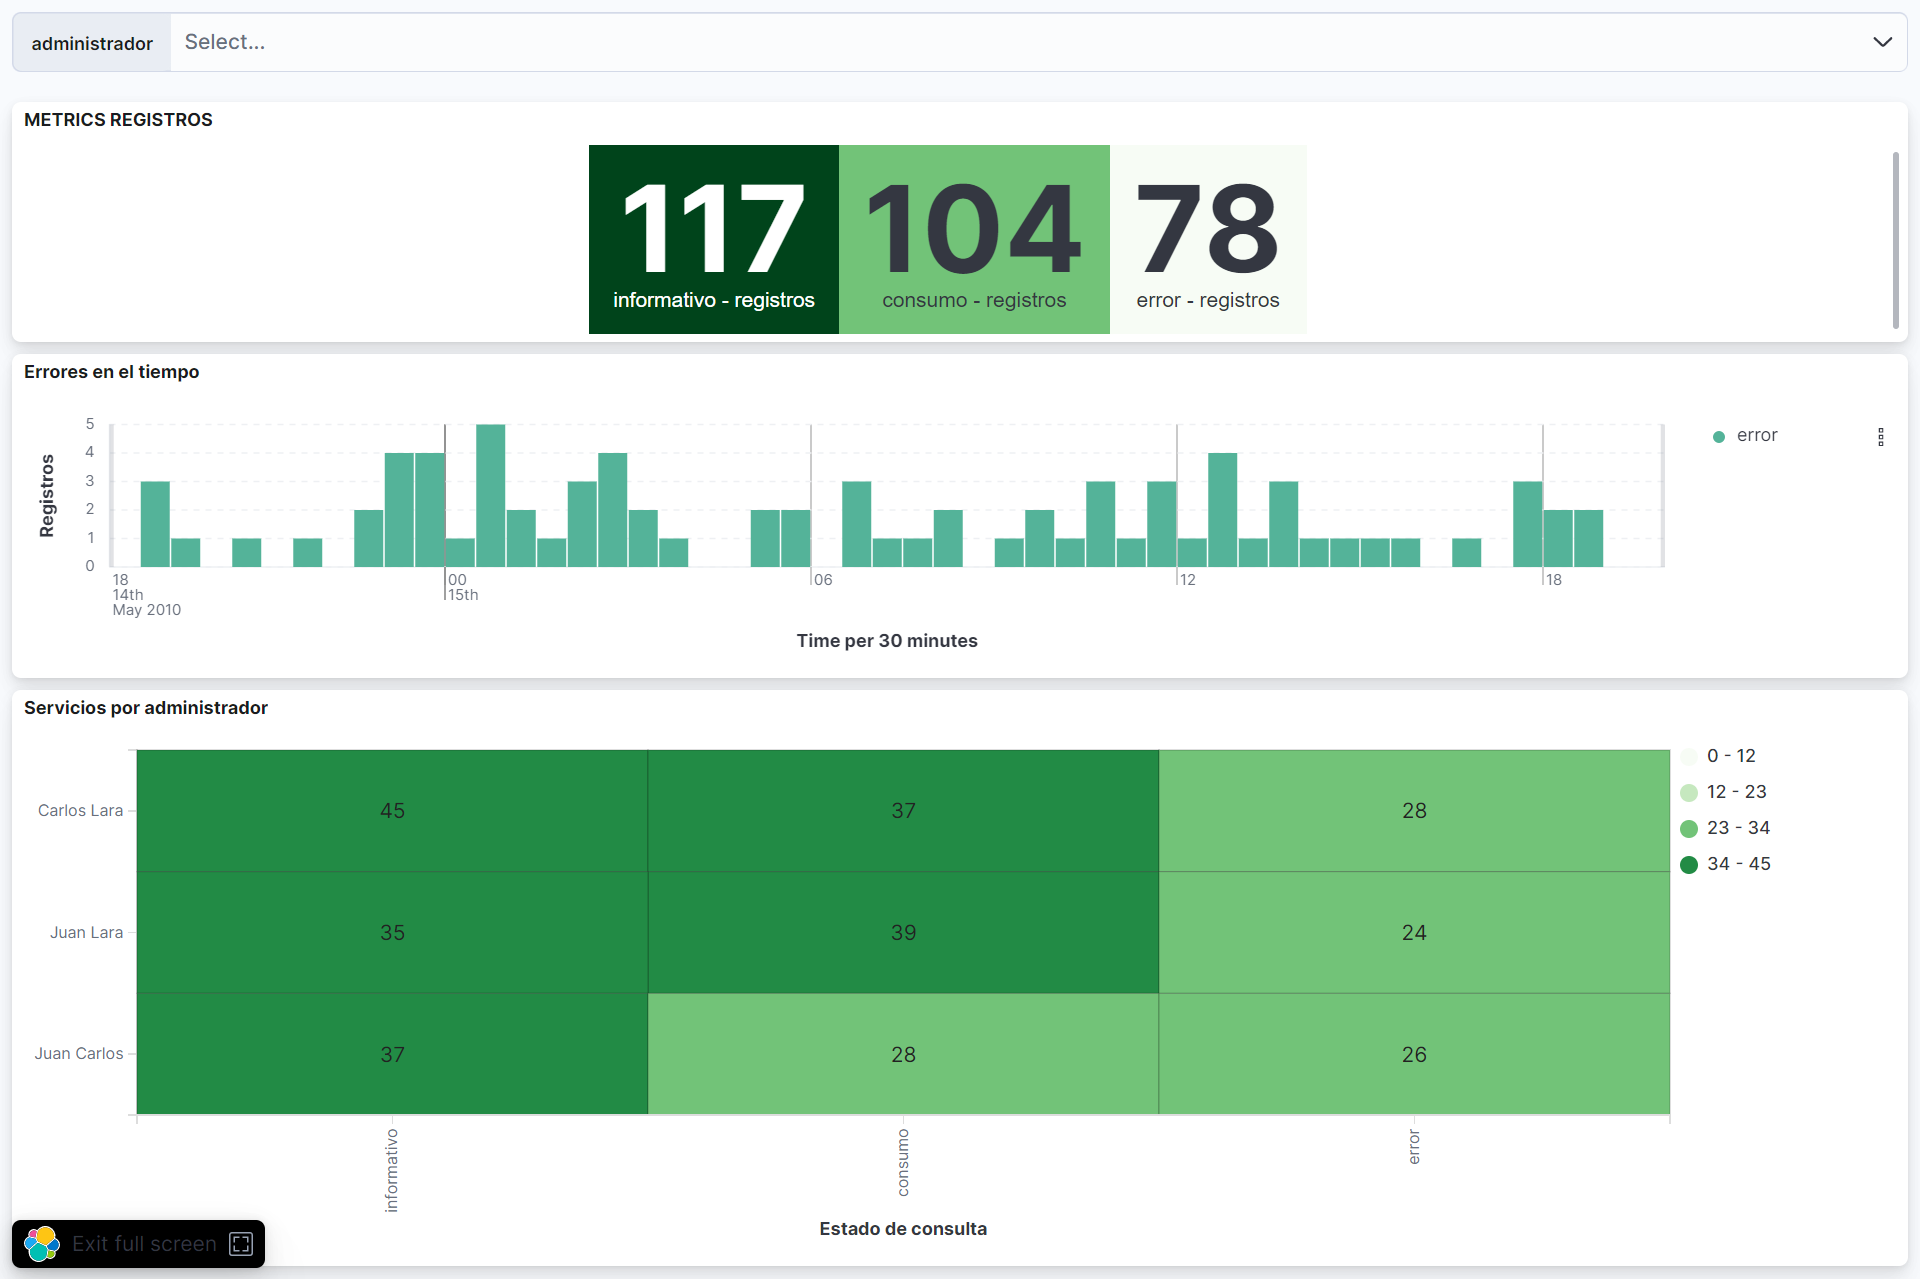 administrador Select...
METRICS REGISTROS
117 104 78
informativo - registros consumo - registros error - registros
Errores en el tiempo
Registros
5
4
3
2
1
0
error
18 00 06 12 18
14th 15th
May 2010
Time per 30 minutes
Servicios por administrador
Carlos Lara 45 37 28
Juan Lara 35 39 24
Juan Carlos 37 28 26
0 - 12
12 - 23
23 - 34
34 - 45
informativo consumo error
Estado de consulta
Exit full screen